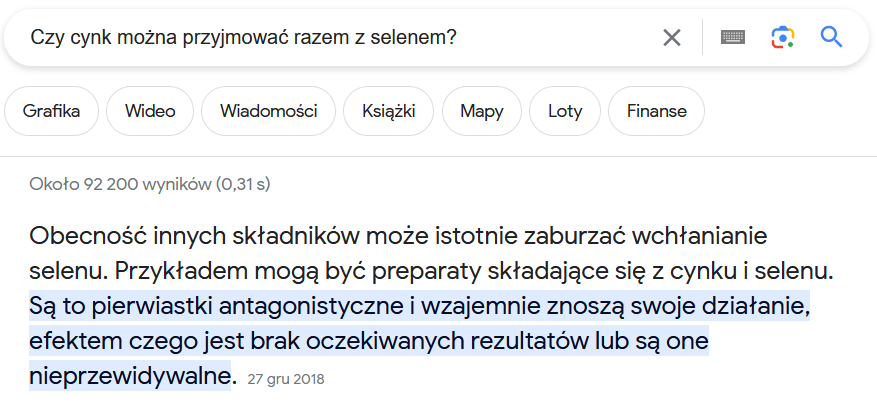 Czy cynk można przyjmować razem z selenem?
Grafika Wideo Wiadomości Książki Mapy Loty Finanse
Około 92 200 wyników (0,31 s)
Obecność innych składników może istotnie zaburzać wchłanianie
selenu. Przykładem mogą być preparaty składające się z cynku i selenu.
Są to pierwiastki antagonistyczne i wzajemnie znoszą swoje działanie,
efektem czego jest brak oczekiwanych rezultatów lub są one
nieprzewidywalne. 27 gru 2018